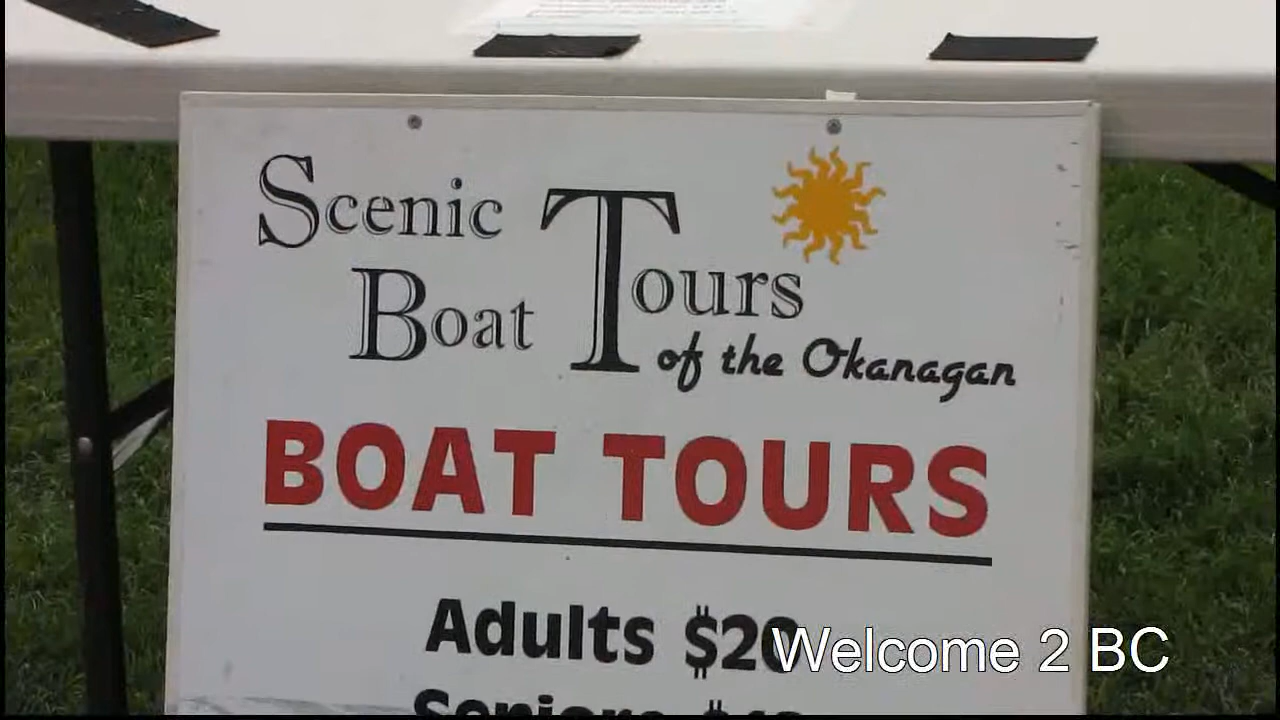 Scenic
Boat Tours
of the Okanagan
BOAT TOURS
Adults $20
Welcome 2 BC
Seniors